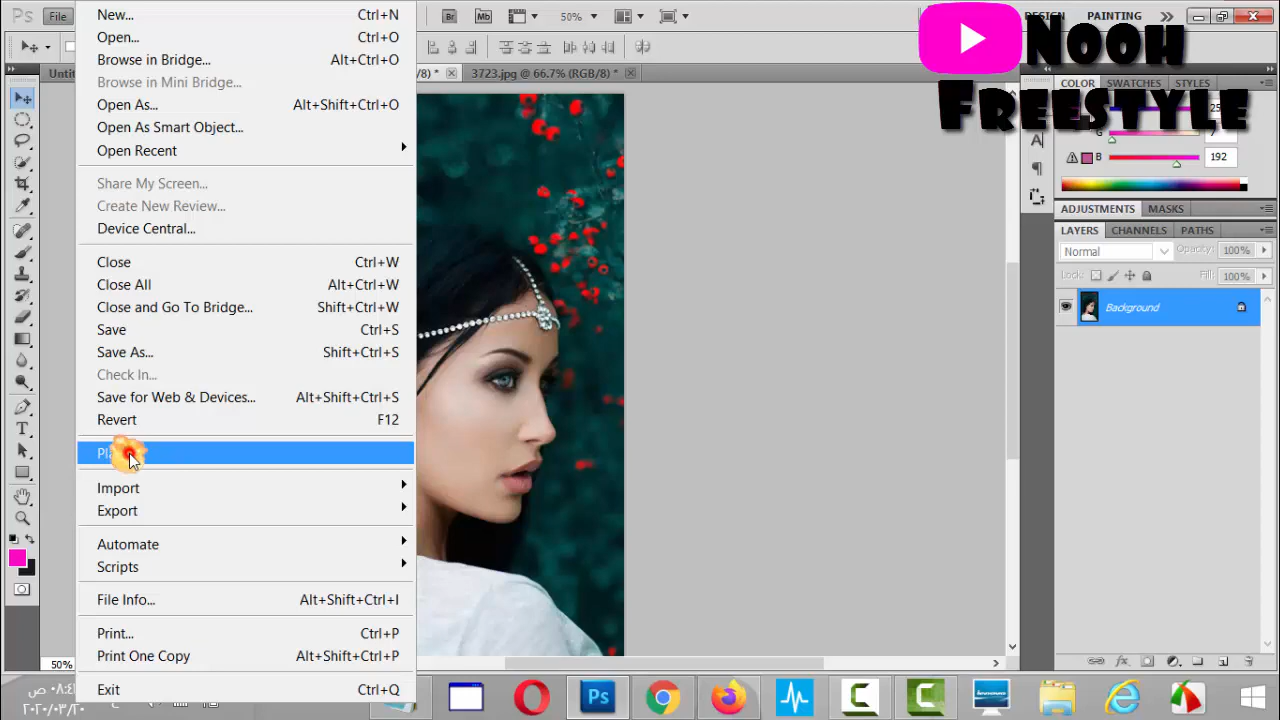 File
New... Ctrl+N
Open... Ctrl+O
Browse in Bridge... Alt+Ctrl+O
Browse in Mini Bridge...
Open As... Alt+Shift+Ctrl+O
Open As Smart Object...
Open Recent
Share My Screen...
Create New Review...
Device Central...
Close Ctrl+W
Close All Alt+Ctrl+W
Close and Go To Bridge... Shift+Ctrl+W
Save Ctrl+S
Save As... Shift+Ctrl+S
Check In...
Save for Web & Devices... Alt+Shift+Ctrl+S
Revert F12
Import
Export
Automate
Scripts
File Info... Alt+Shift+Ctrl+I
Print... Ctrl+P
Print One Copy Alt+Shift+Ctrl+P
Exit Ctrl+Q
Ps
Br Mb 50%
PAINTING
Nooh
Freestyle
3723.jpg @ 66.7% (RGB/8) *
COLOR SWATCHES STYLES
G
B 192
ADJUSTMENTS MASKS
LAYERS CHANNELS PATHS
Normal Opacity: 100%
Lock: Fill: 100%
Background
50%
Ps